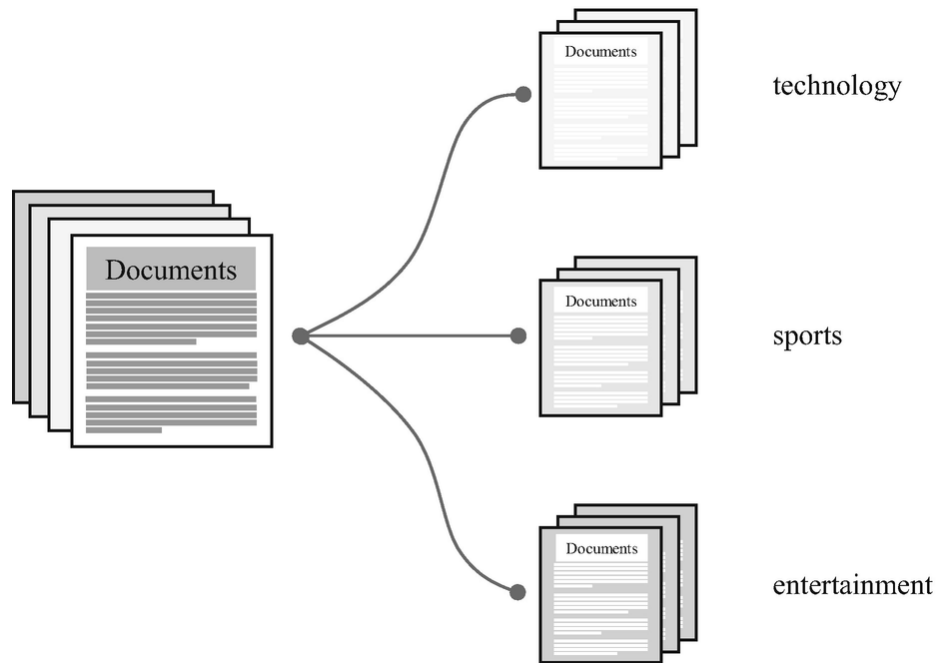 Documents
technology
Documents
sports
Documents
entertainment
Documents